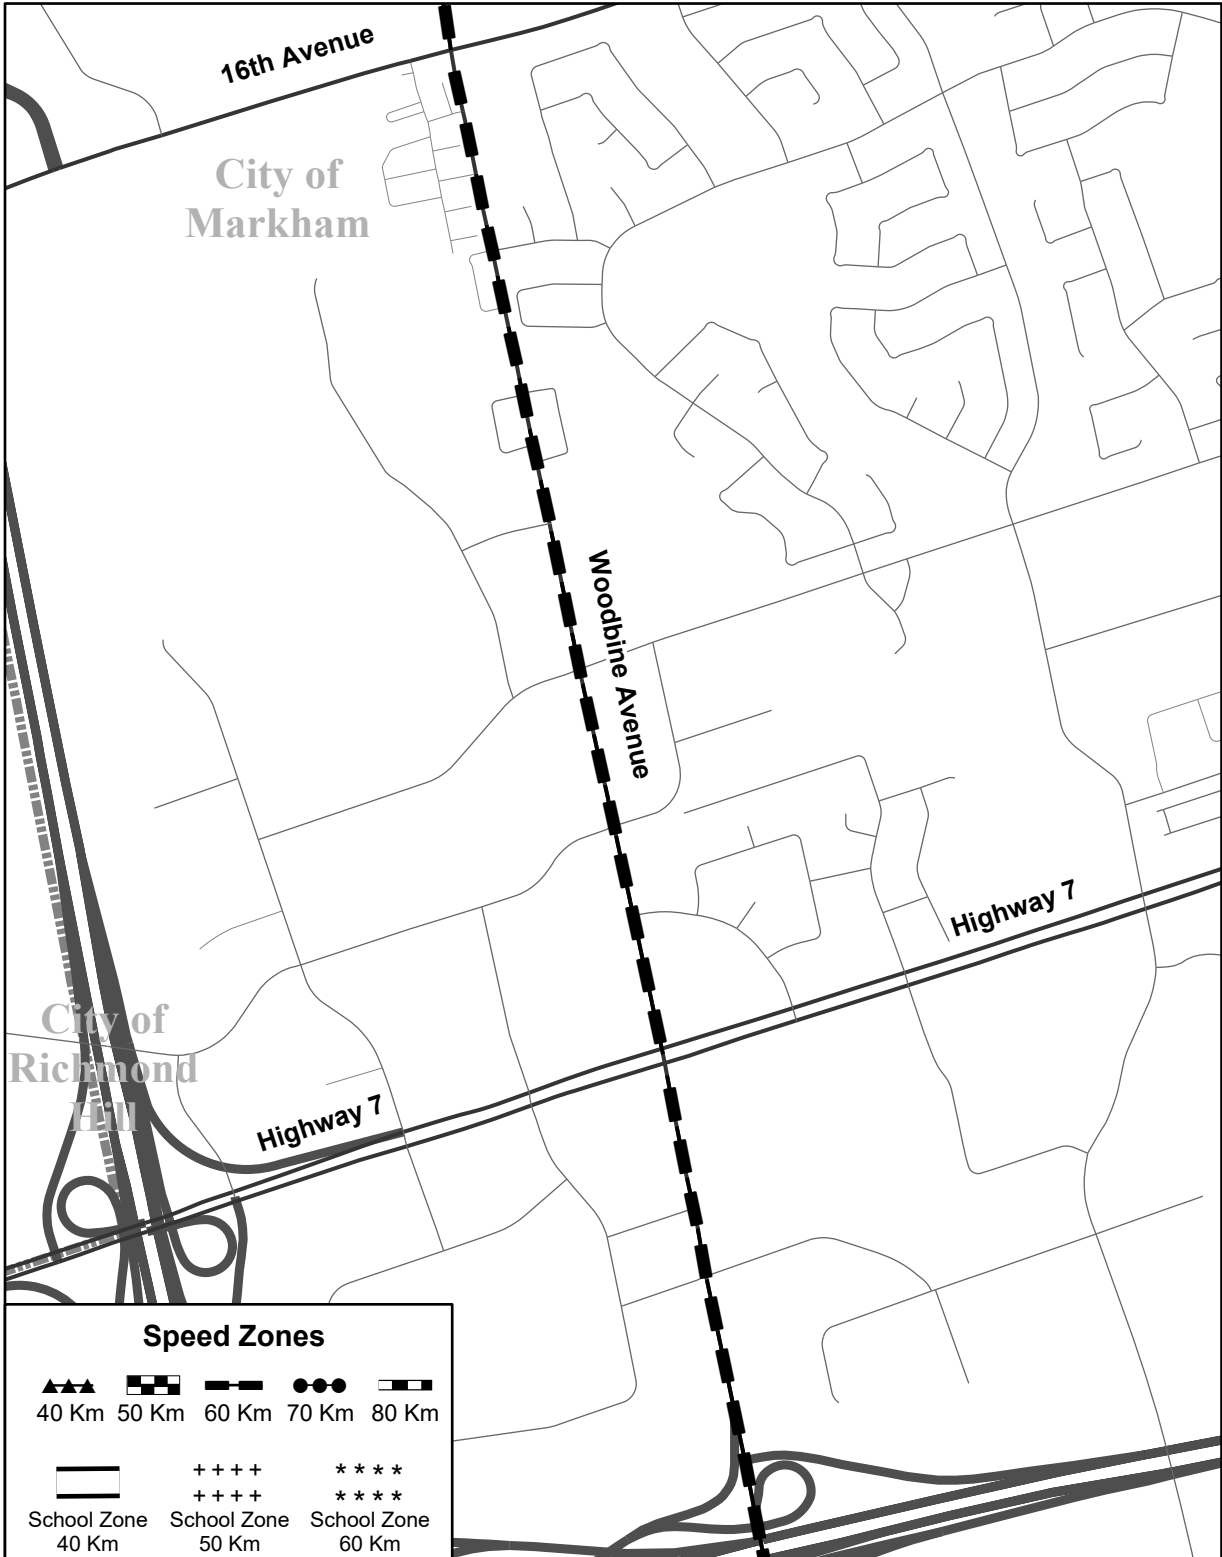 16th Avenue
City of
Markham
Woodbine Avenue
Highway 7
City of
Richmond
Hill
Highway 7
Speed Zones
40 Km 50 Km 60 Km 70 Km 80 Km
School Zone School Zone School Zone
40 Km 50 Km 60 Km